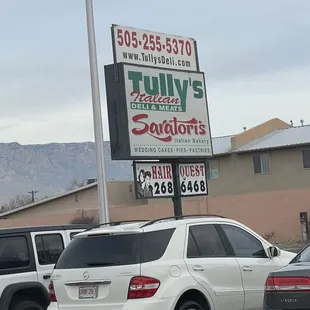 505-255-5370
www.TullysDeli.com
Tully's
Italian
DELI & MEATS
Saratori's
Italian Bakery
WEDDING CAKES-PIES-PASTRIES
HAIR QUEST
268 6468